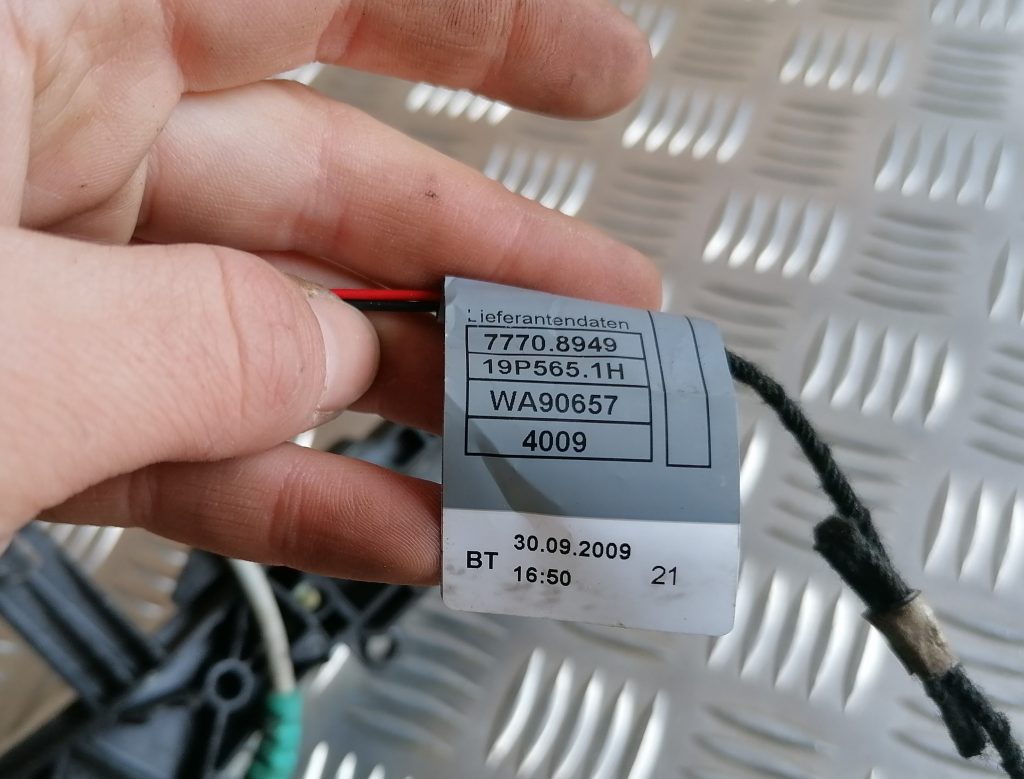 Lieferantendaten
7770.8949
19P565.1H
WA90657
4009
BT 30.09.2009
16:50 21